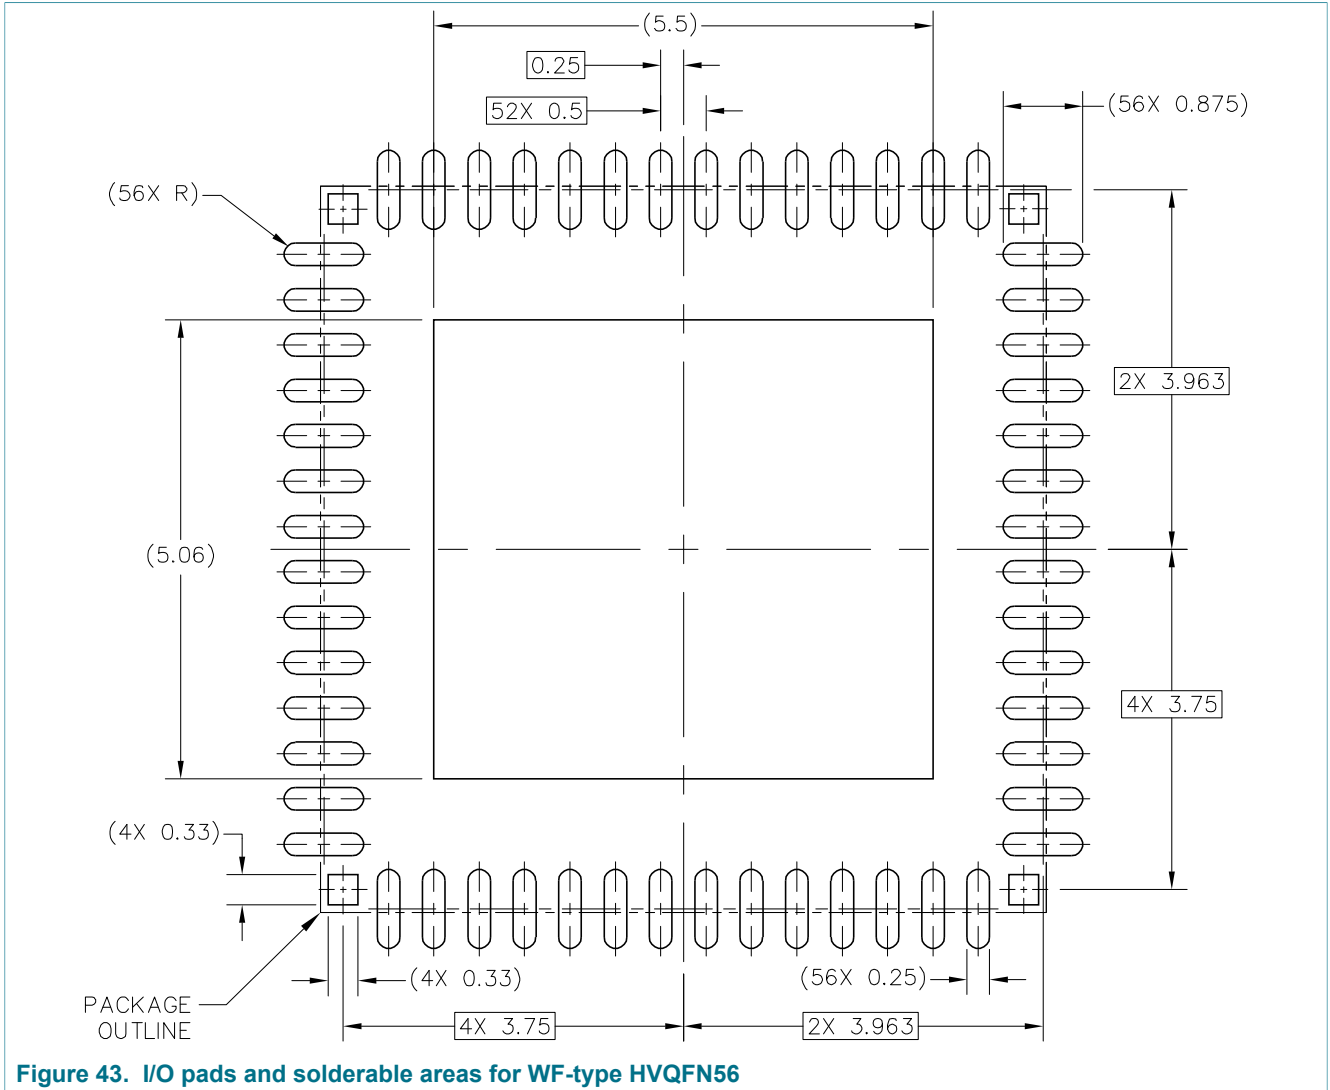 (5.5)
0.25
52X 0.5
(56X 0.875)
(56X R)
2X 3.963
(5.06)
4X 3.75
(4X 0.33)
(4X 0.33)
(56X 0.25)
PACKAGE
OUTLINE
4X 3.75
2X 3.963
Figure 43. I/O pads and solderable areas for WF-type HVQFN56